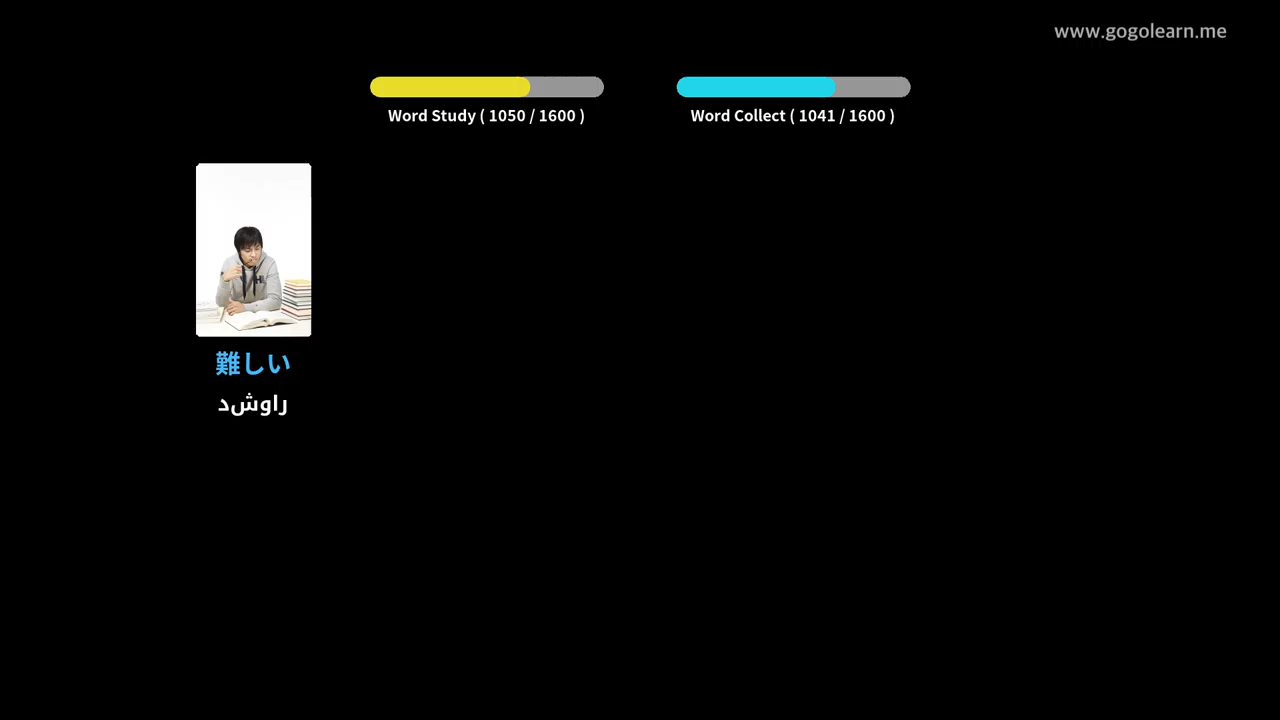 www.gogolearn.me
Word Study ( 1050 / 1600 )
Word Collect ( 1041 / 1600 )
難しい
راوشد